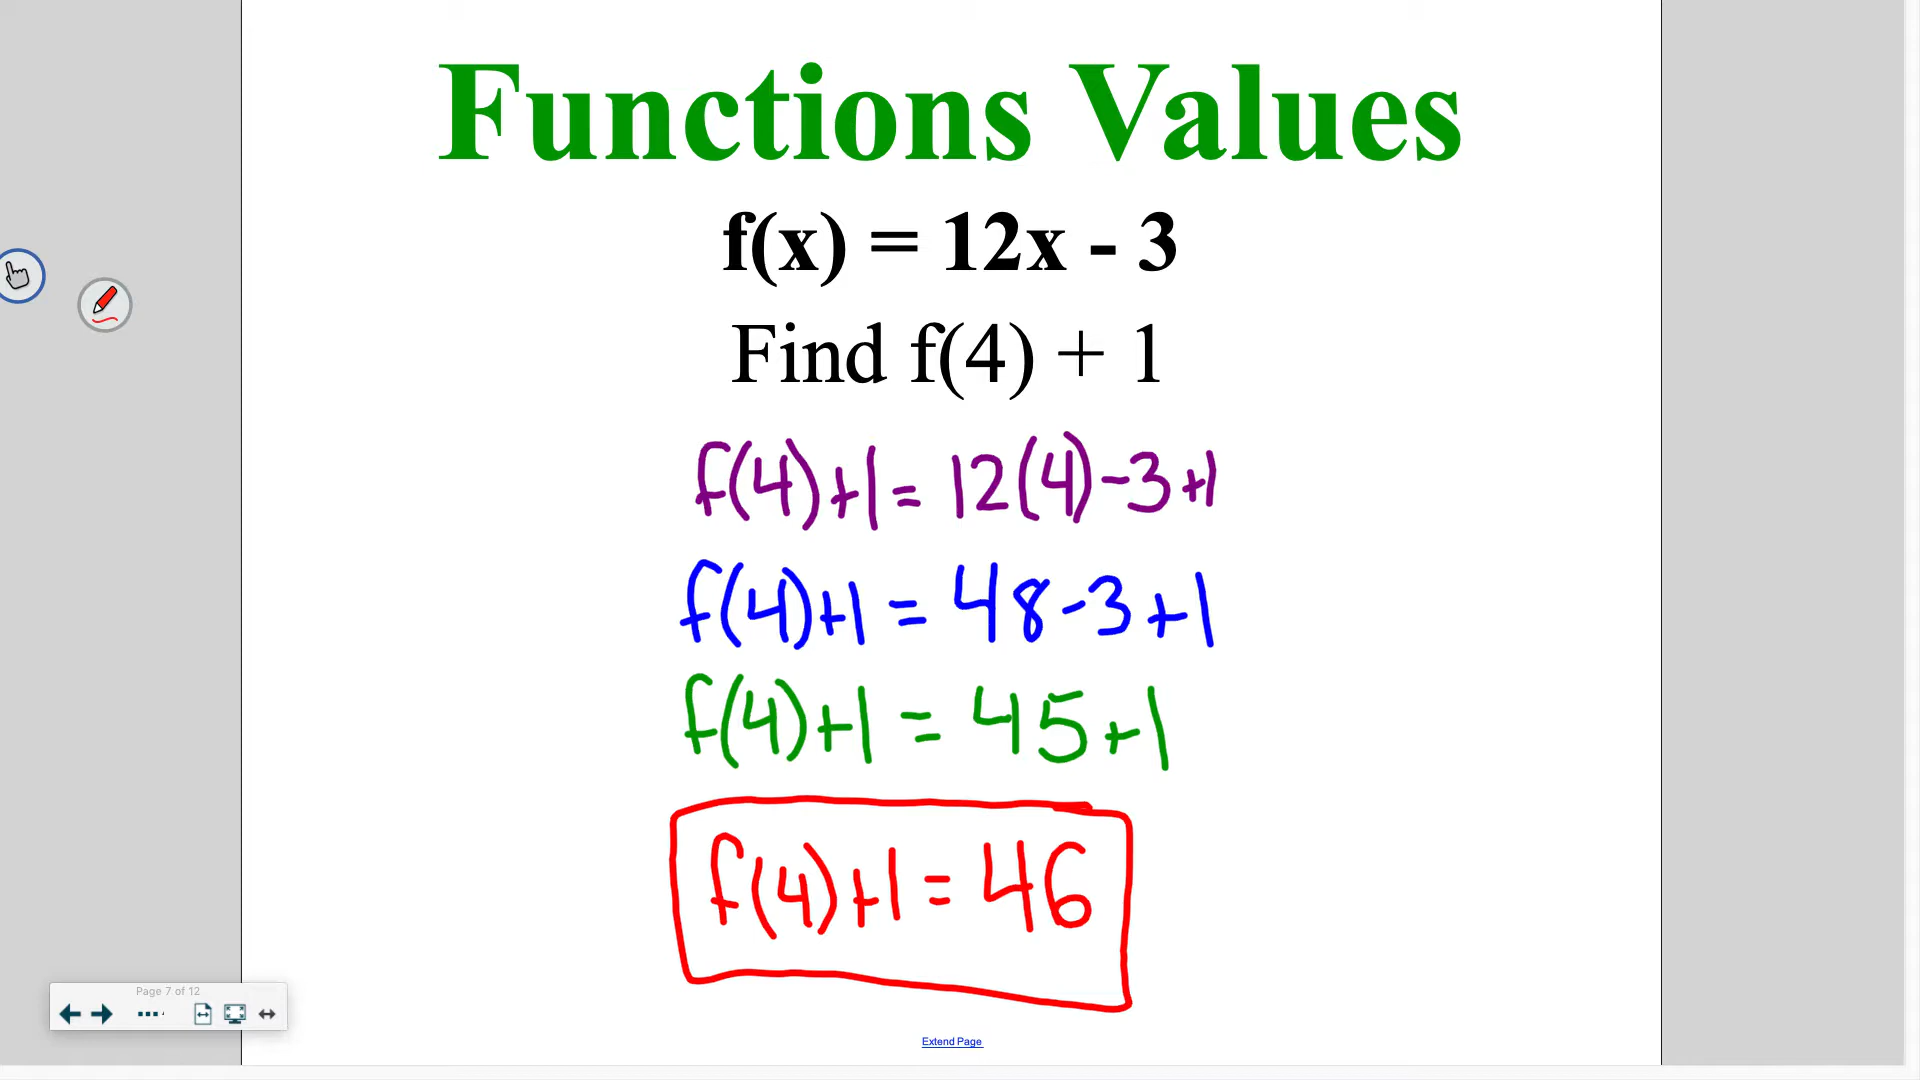 Functions Values
f(x) = 12x - 3
Find f(4) + 1
f(4)+1 = 12(4)-3+1
f(4)+1 = 48-3+1
f(4)+1 = 45+1
f(4)+1 = 46
Page 7 of 12
Extend Page